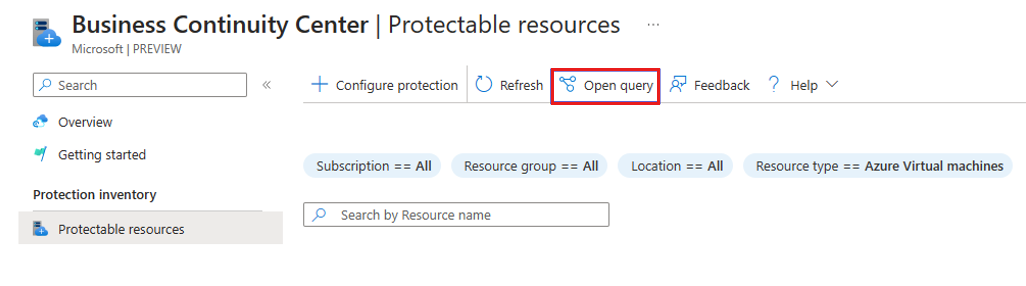 Business Continuity Center | Protectable resources ...
Microsoft | PREVIEW
Search «
+ Configure protection Refresh Open query Feedback ? Help
Overview
Getting started
Subscription == All Resource group == All Location == All Resource type == Azure Virtual machines
Protection inventory
Search by Resource name
Protectable resources